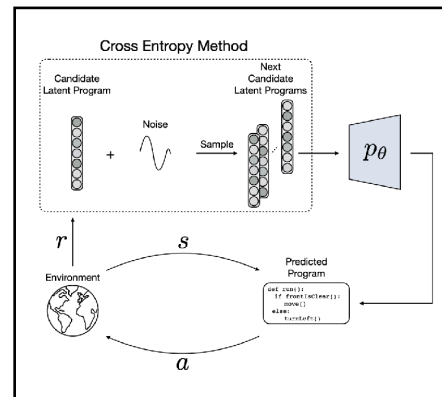 Cross Entropy Method
Candidate
Latent Program
Noise
Next
Candidate
Latent Programs
+
Sample
pθ
r
s
Environment
Predicted
Program
def run():
if frontIsClear():
move()
else:
turnLeft()
a